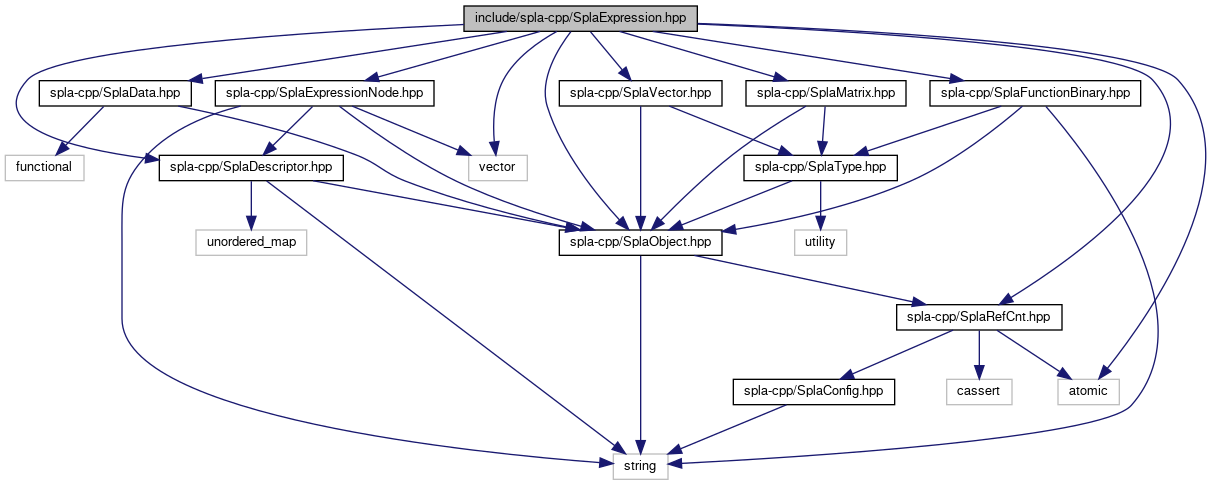 include/spla-cpp/SplaExpression.hpp
spla-cpp/SplaData.hpp
spla-cpp/SplaExpressionNode.hpp
spla-cpp/SplaVector.hpp
spla-cpp/SplaMatrix.hpp
spla-cpp/SplaFunctionBinary.hpp
functional
spla-cpp/SplaDescriptor.hpp
vector
spla-cpp/SplaType.hpp
unordered_map
spla-cpp/SplaObject.hpp
utility
spla-cpp/SplaRefCnt.hpp
spla-cpp/SplaConfig.hpp
cassert
atomic
string